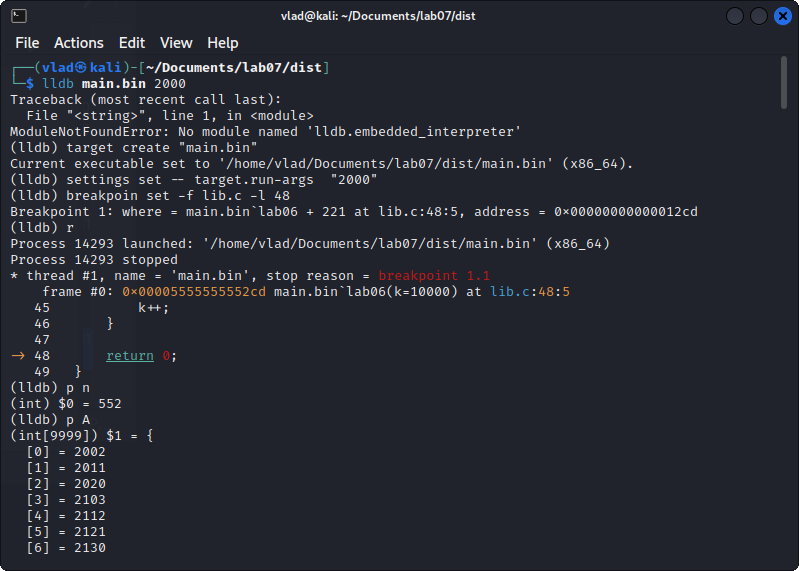 vlad@kali: ~/Documents/lab07/dist
File Actions Edit View Help
┌──(vlad㉿kali)-[~/Documents/lab07/dist]
└─$ lldb main.bin 2000
Traceback (most recent call last):
  File "<string>", line 1, in <module>
ModuleNotFoundError: No module named 'lldb.embedded_interpreter'
(lldb) target create "main.bin"
Current executable set to '/home/vlad/Documents/lab07/dist/main.bin' (x86_64).
(lldb) settings set -- target.run-args  "2000"
(lldb) breakpoin set -f lib.c -l 48
Breakpoint 1: where = main.bin`lab06 + 221 at lib.c:48:5, address = 0x00000000000012cd
(lldb) r
Process 14293 launched: '/home/vlad/Documents/lab07/dist/main.bin' (x86_64)
Process 14293 stopped
* thread #1, name = 'main.bin', stop reason = breakpoint 1.1
    frame #0: 0x00005555555552cd main.bin`lab06(k=10000) at lib.c:48:5
   45           k++;
   46       }
   47
-> 48       return 0;
   49   }
(lldb) p n
(int) $0 = 552
(lldb) p A
(int[9999]) $1 = {
  [0] = 2002
  [1] = 2011
  [2] = 2020
  [3] = 2103
  [4] = 2112
  [5] = 2121
  [6] = 2130